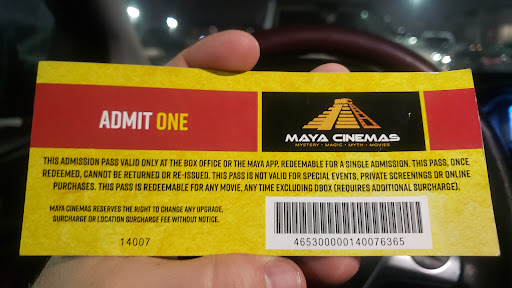 ADMIT ONE
MAYA CINEMAS
MYSTERY • MAGIC • MYTH • MOVIES
THIS ADMISSION PASS VALID ONLY AT THE BOX OFFICE OR THE MAYA APP. REDEEMABLE FOR A SINGLE ADMISSION. THIS PASS, ONCE
REDEEMED, CANNOT BE RETURNED OR RE-ISSUED. THIS PASS IS NOT VALID FOR SPECIAL EVENTS, PRIVATE SCREENINGS OR ONLINE
PURCHASES. THIS PASS IS REDEEMABLE FOR ANY MOVIE, ANY TIME EXCLUDING DBOX (REQUIRES ADDITIONAL SURCHARGE).
MAYA CINEMAS RESERVES THE RIGHT TO CHANGE ANY UPGRADE,
SURCHARGE OR LOCATION SURCHARGE FEE WITHOUT NOTICE.
14007
465300000140076365